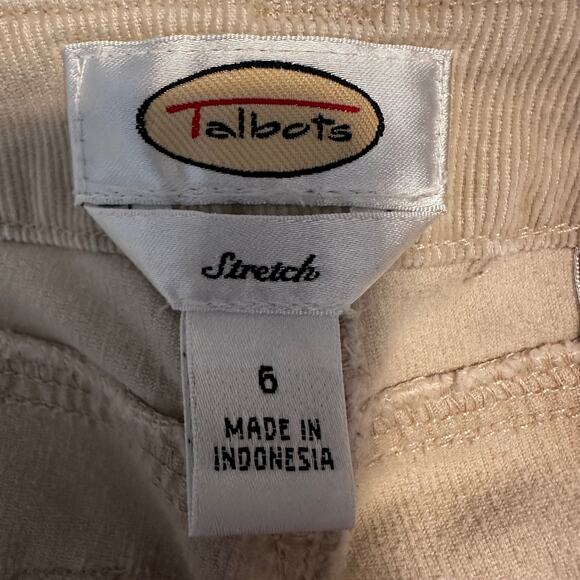 Talbots
Stretch
6
MADE IN
INDONESIA